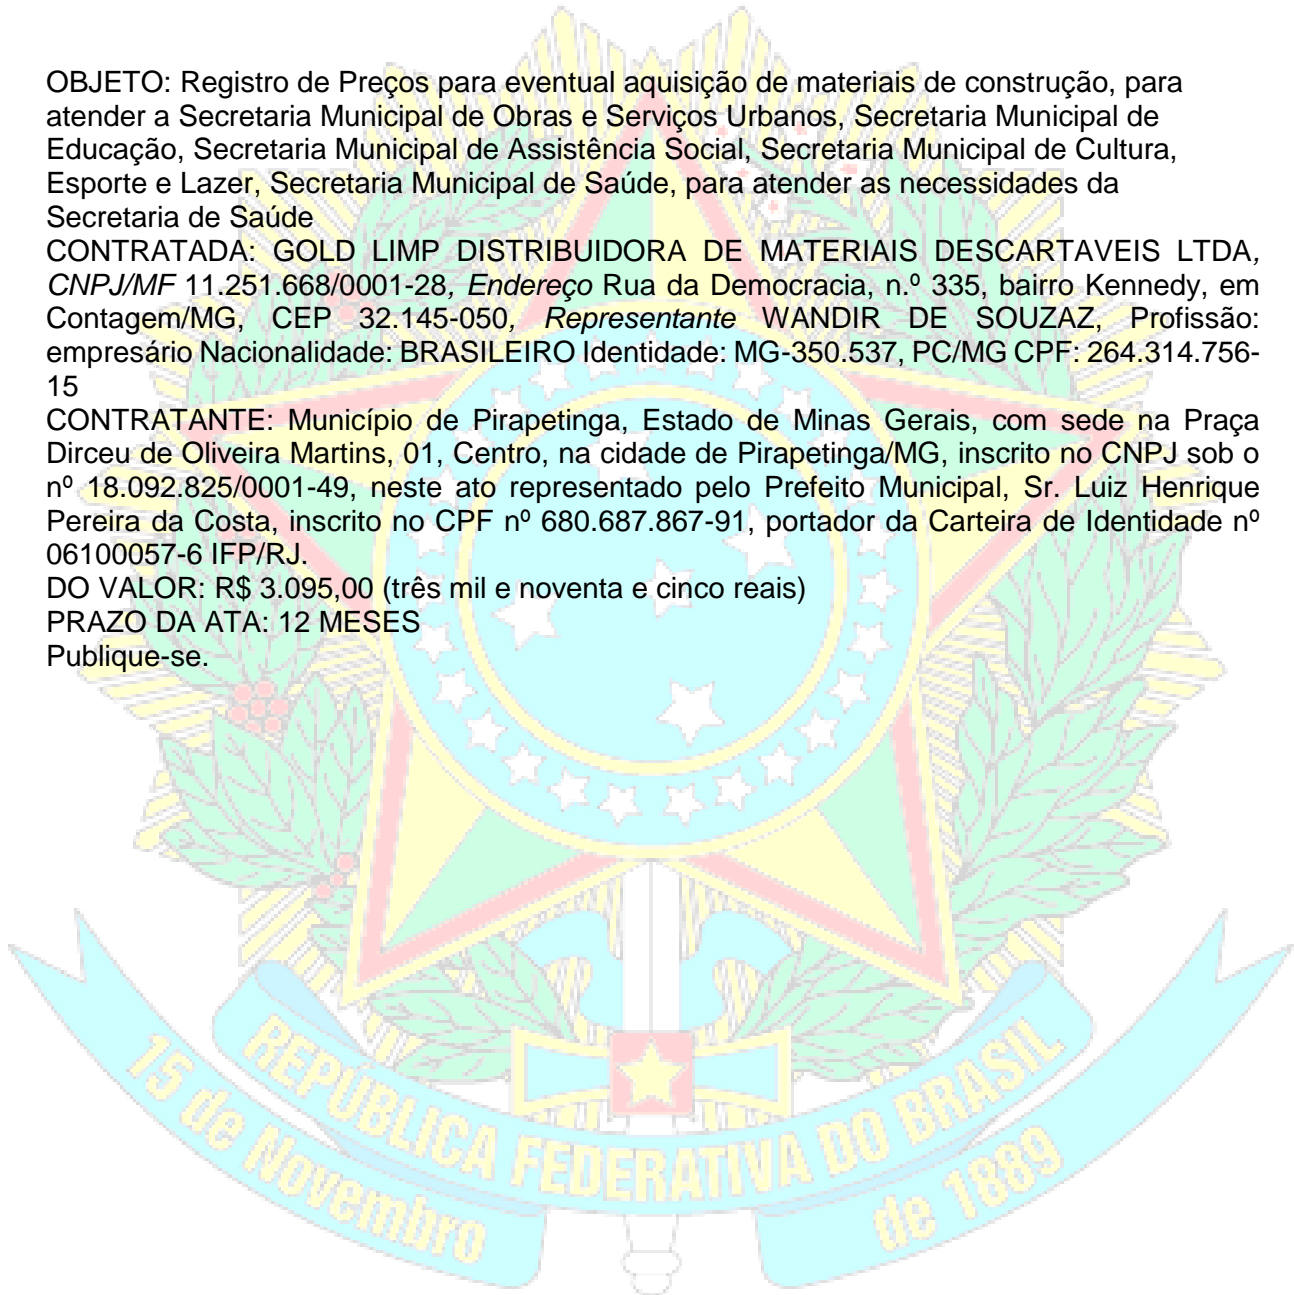 OBJETO: Registro de Preços para eventual aquisição de materiais de construção, para
atender a Secretaria Municipal de Obras e Serviços Urbanos, Secretaria Municipal de
Educação, Secretaria Municipal de Assistência Social, Secretaria Municipal de Cultura,
Esporte e Lazer, Secretaria Municipal de Saúde, para atender as necessidades da
Secretaria de Saúde
CONTRATADA: GOLD LIMP DISTRIBUIDORA DE MATERIAIS DESCARTAVEIS LTDA,
CNPJ/MF 11.251.668/0001-28, Endereço Rua da Democracia, n.º 335, bairro Kennedy, em
Contagem/MG, CEP 32.145-050, Representante WANDIR DE SOUZAZ, Profissão:
empresário Nacionalidade: BRASILEIRO Identidade: MG-350.537, PC/MG CPF: 264.314.756-
15
CONTRATANTE: Município de Pirapetinga, Estado de Minas Gerais, com sede na Praça
Dirceu de Oliveira Martins, 01, Centro, na cidade de Pirapetinga/MG, inscrito no CNPJ sob o
nº 18.092.825/0001-49, neste ato representado pelo Prefeito Municipal, Sr. Luiz Henrique
Pereira da Costa, inscrito no CPF nº 680.687.867-91, portador da Carteira de Identidade nº
06100057-6 IFP/RJ.
DO VALOR: R$ 3.095,00 (três mil e noventa e cinco reais)
PRAZO DA ATA: 12 MESES
Publique-se.
REPÚBLICA FEDERATIVA DO BRASIL
15 de Novembro de 1889